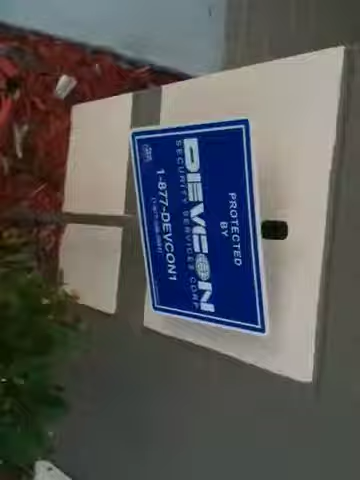 PROTECTED
BY
DEVCON
SECURITY SERVICES CORP
1-877-DEVCON1